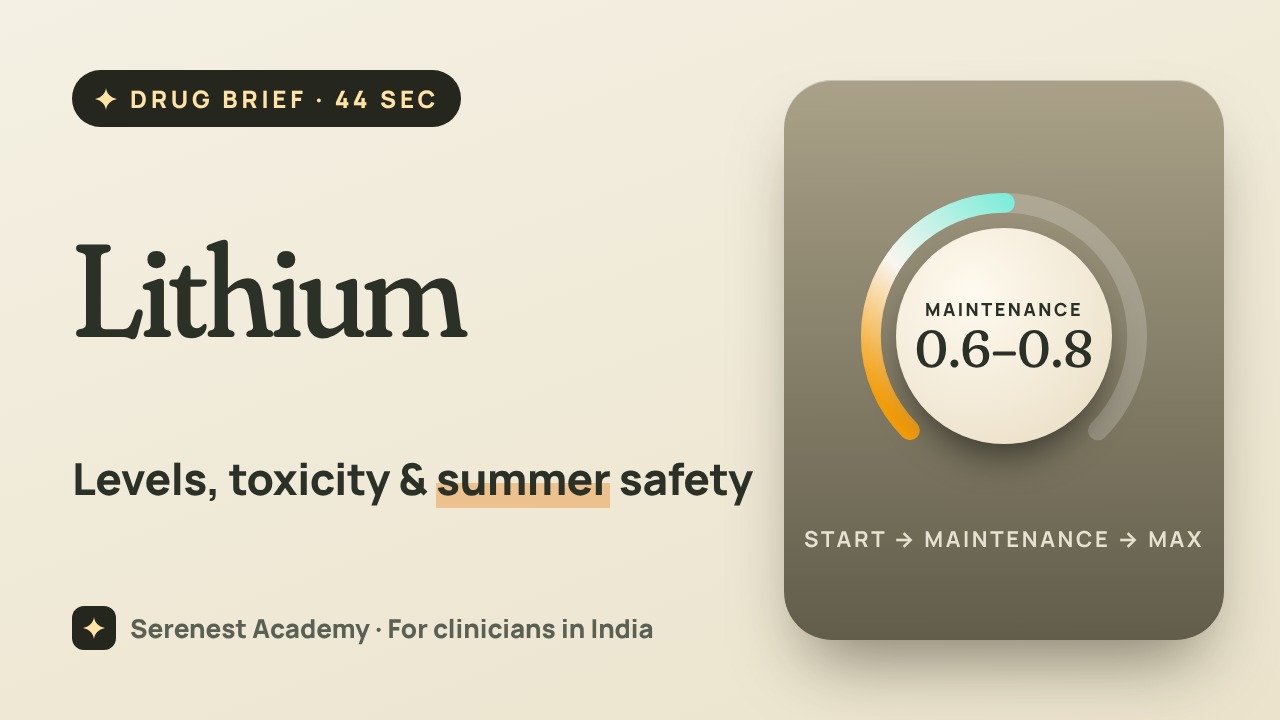 ✦ DRUG BRIEF · 44 SEC
Lithium
Levels, toxicity & summer safety
✦ Serenest Academy · For clinicians in India
MAINTENANCE
0.6–0.8
START → MAINTENANCE → MAX